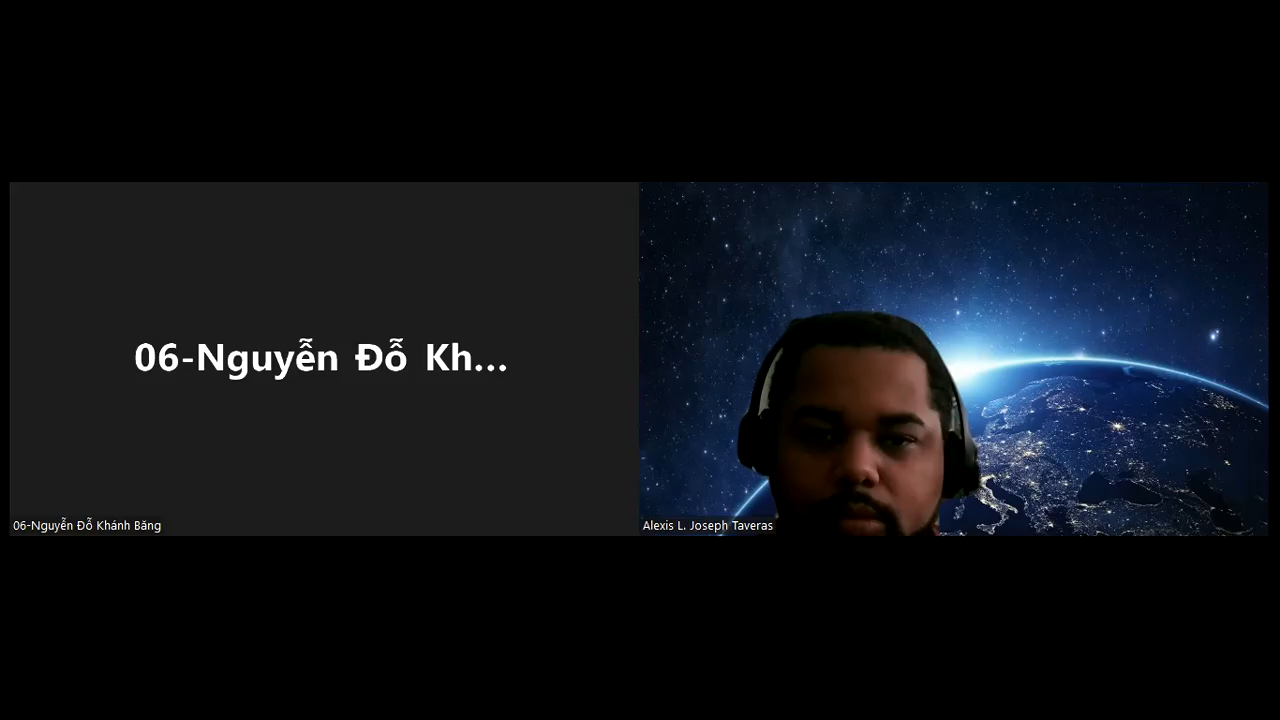 06-Nguyễn Đỗ Kh...
06-Nguyễn Đỗ Khánh Băng
Alexis L. Joseph Taveras